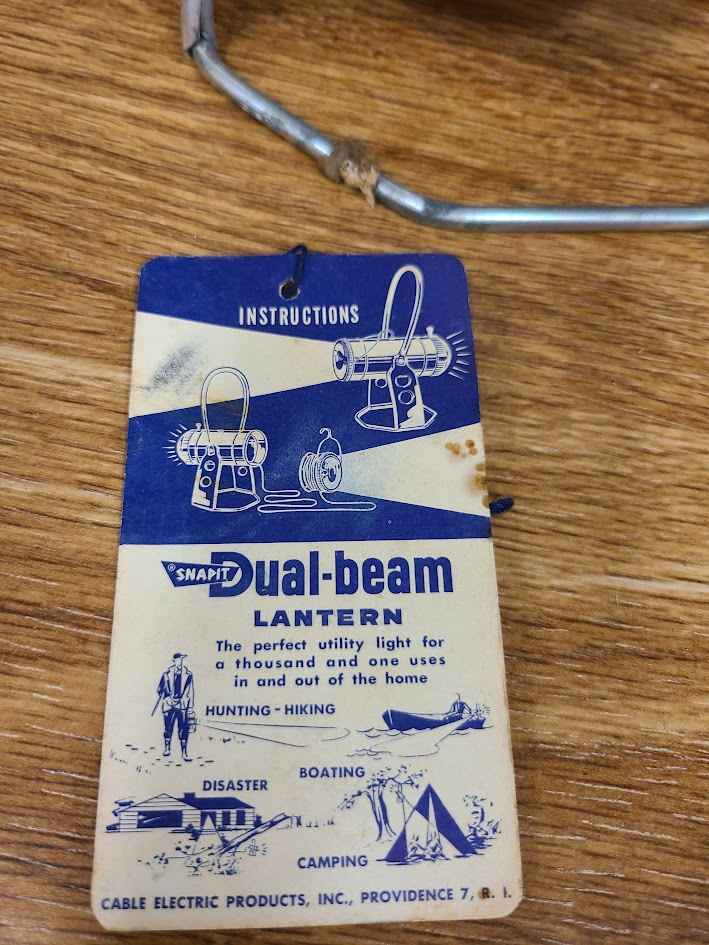 INSTRUCTIONS
® SNAPIT Dual-beam
LANTERN
The perfect utility light for
a thousand and one uses
in and out of the home
HUNTING - HIKING
BOATING
DISASTER
CAMPING
CABLE ELECTRIC PRODUCTS, INC., PROVIDENCE 7, R. I.